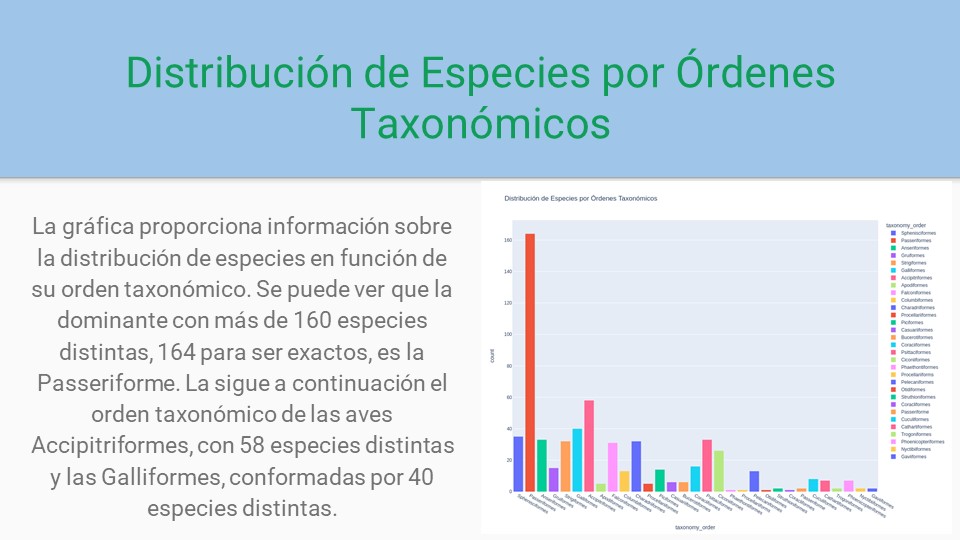 Distribución de Especies por Órdenes
Taxonómicos
La gráfica proporciona información sobre
la distribución de especies en función de
su orden taxonómico. Se puede ver que la
dominante con más de 160 especies
distintas, 164 para ser exactos, es la
Passeriforme. La sigue a continuación el
orden taxonómico de las aves
Accipitriformes, con 58 especies distintas
y las Galliformes, conformadas por 40
especies distintas.
Distribución de Especies por Órdenes Taxonómicos
160
140
120
100
80
60
40
20
0
count
taxonomy_order
taxonomy_order
Sphenisciformes
Passeriformes
Anseriformes
Gruiformes
Strigiformes
Galliformes
Accipitriformes
Apodiformes
Falconiformes
Columbiformes
Charadriiformes
Procellariiformes
Piciformes
Casuariiformes
Bucerotiformes
Coraciiformes
Psittaciformes
Ciconiiformes
Phaethontiformes
Procellariiforms
Pelecaniformes
Otidiformes
Struthioniformes
Coraciformes
Passeriforme
Cuculiformes
Cathartiformes
Trogoniformes
Phoenicopteriformes
Nyctibiiformes
Gaviiformes